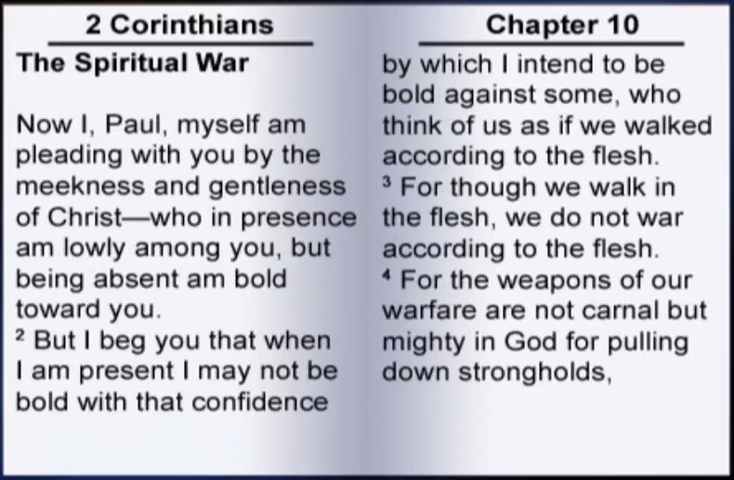 2 Corinthians
The Spiritual War
Now I, Paul, myself am
pleading with you by the
meekness and gentleness
of Christ—who in presence
am lowly among you, but
being absent am bold
toward you.
² But I beg you that when
I am present I may not be
bold with that confidence
Chapter 10
by which I intend to be
bold against some, who
think of us as if we walked
according to the flesh.
³ For though we walk in
the flesh, we do not war
according to the flesh.
⁴ For the weapons of our
warfare are not carnal but
mighty in God for pulling
down strongholds,